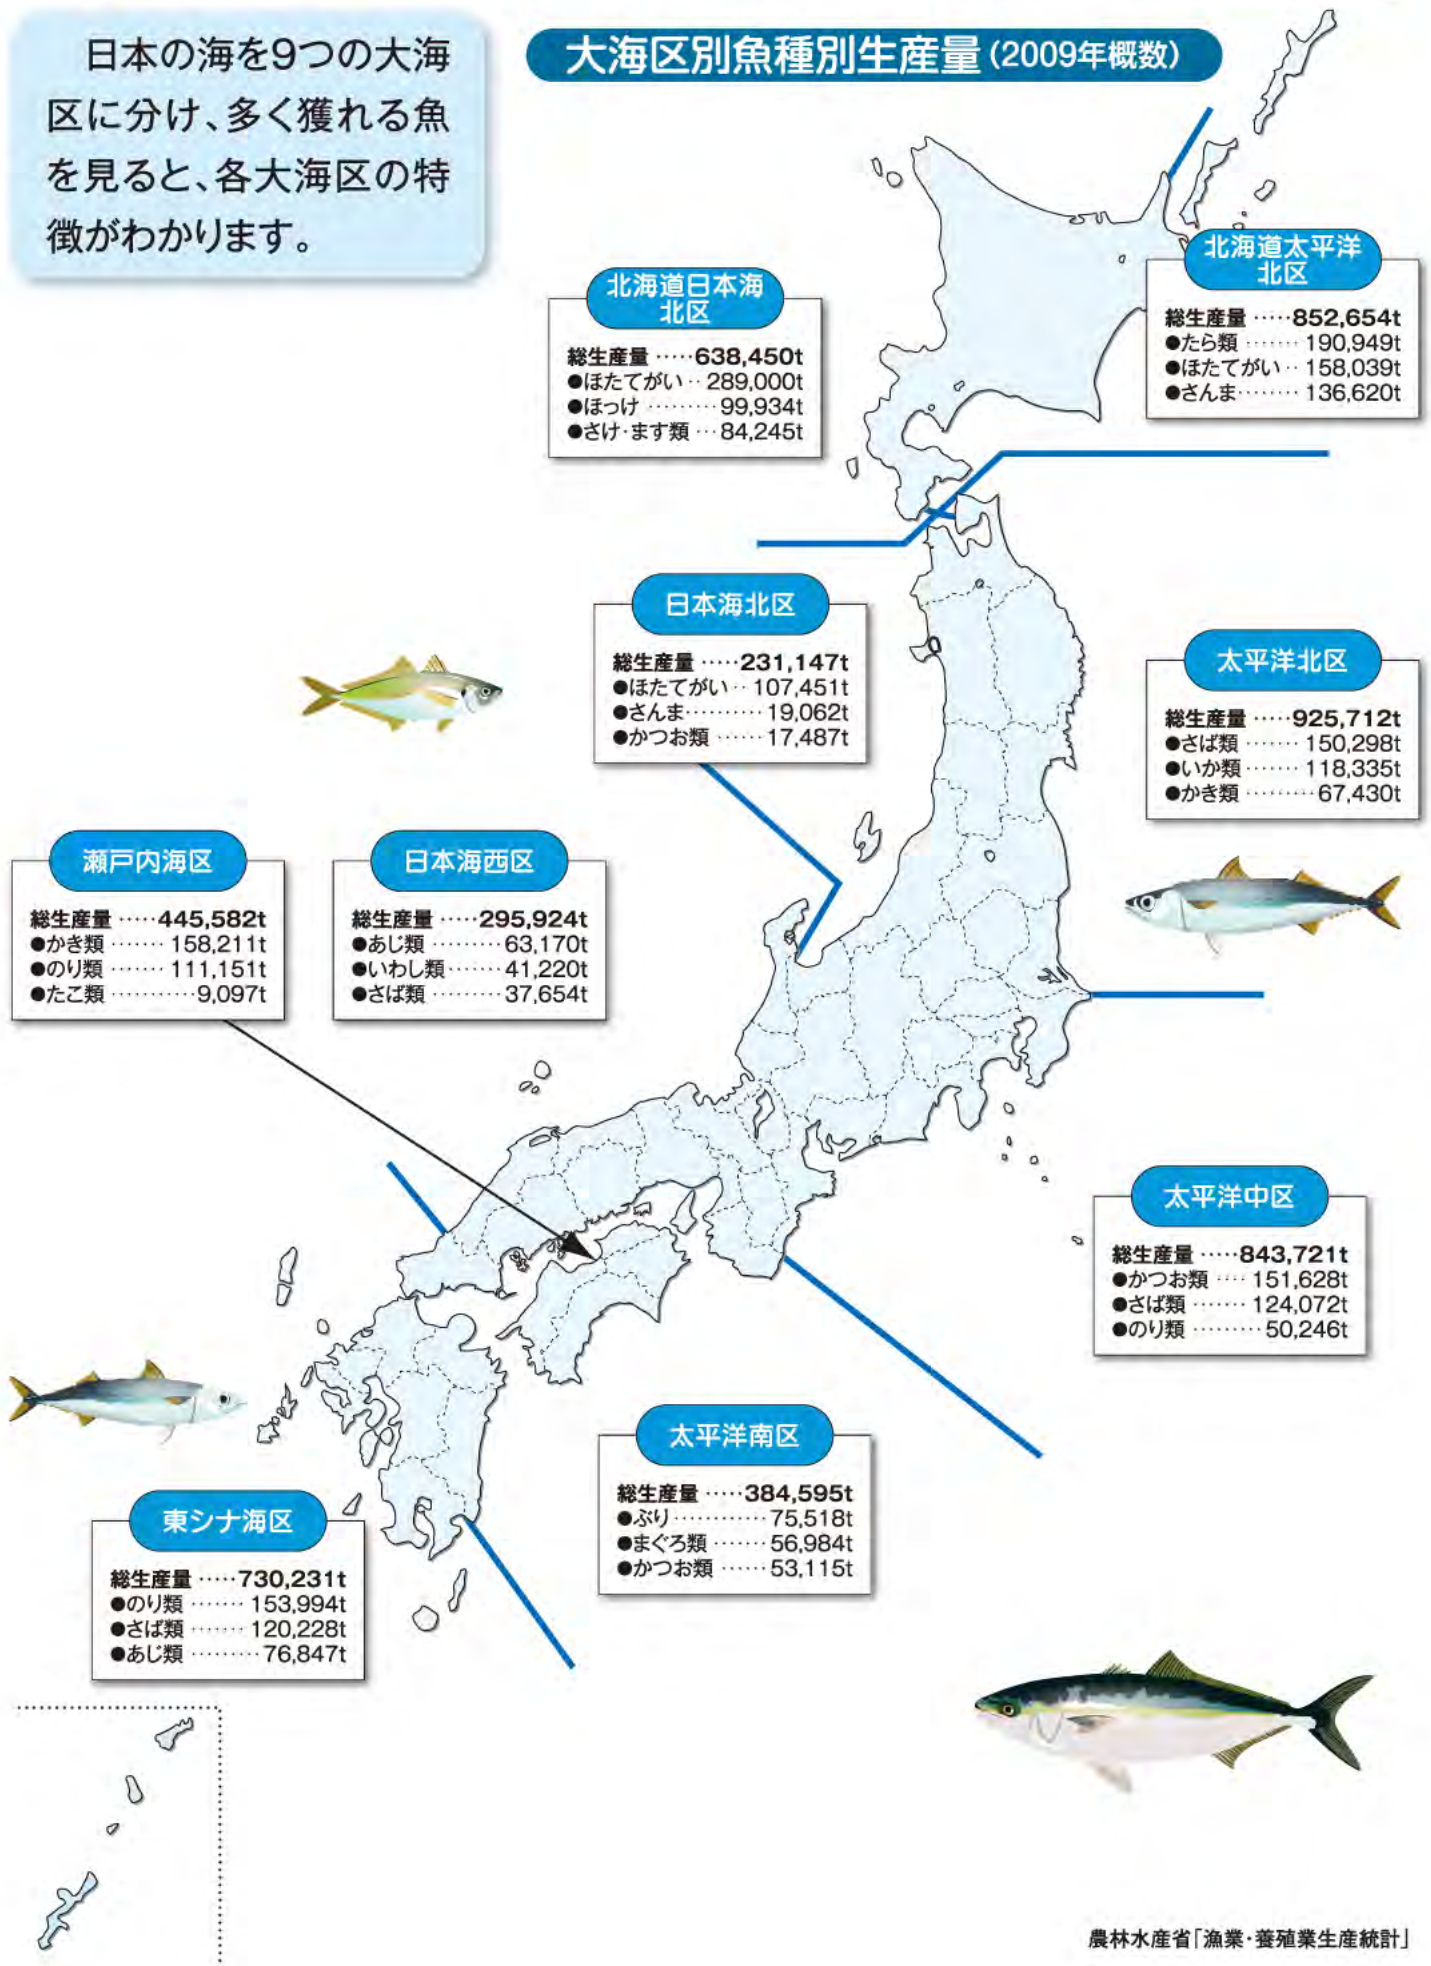 日本の海を9つの大海
区に分け、多く獲れる魚
を見ると、各大海区の特
徴がわかります。
大海区別魚種別生産量(2009年概数)
北海道日本海
北区
総生産量 ‥‥‥638,450t
●ほたてがい ‥ 289,000t
●ほっけ ‥‥‥‥‥ 99,934t
●さけ・ます類 ‥‥ 84,245t
北海道太平洋
北区
総生産量 ‥‥‥852,654t
●たら類 ‥‥‥‥ 190,949t
●ほたてがい ‥ 158,039t
●さんま‥‥‥‥ 136,620t
日本海北区
総生産量 ‥‥‥231,147t
●ほたてがい ‥ 107,451t
●さんま‥‥‥‥‥ 19,062t
●かつお類 ‥‥‥ 17,487t
太平洋北区
総生産量 ‥‥‥925,712t
●さば類 ‥‥‥‥ 150,298t
●いか類 ‥‥‥‥ 118,335t
●かき類 ‥‥‥‥‥ 67,430t
瀬戸内海区
総生産量 ‥‥‥445,582t
●かき類 ‥‥‥‥ 158,211t
●のり類 ‥‥‥‥ 111,151t
●たこ類 ‥‥‥‥‥‥9,097t
日本海西区
総生産量 ‥‥‥295,924t
●あじ類 ‥‥‥‥‥ 63,170t
●いわし類 ‥‥‥‥ 41,220t
●さば類 ‥‥‥‥‥ 37,654t
太平洋中区
総生産量 ‥‥‥843,721t
●かつお類 ‥‥ 151,628t
●さば類 ‥‥‥‥ 124,072t
●のり類 ‥‥‥‥‥ 50,246t
太平洋南区
総生産量 ‥‥‥384,595t
●ぶり‥‥‥‥‥‥ 75,518t
●まぐろ類 ‥‥‥‥ 56,984t
●かつお類 ‥‥‥ 53,115t
東シナ海区
総生産量 ‥‥‥730,231t
●のり類 ‥‥‥‥ 153,994t
●さば類 ‥‥‥‥ 120,228t
●あじ類 ‥‥‥‥‥ 76,847t
農林水産省「漁業・養殖業生産統計」